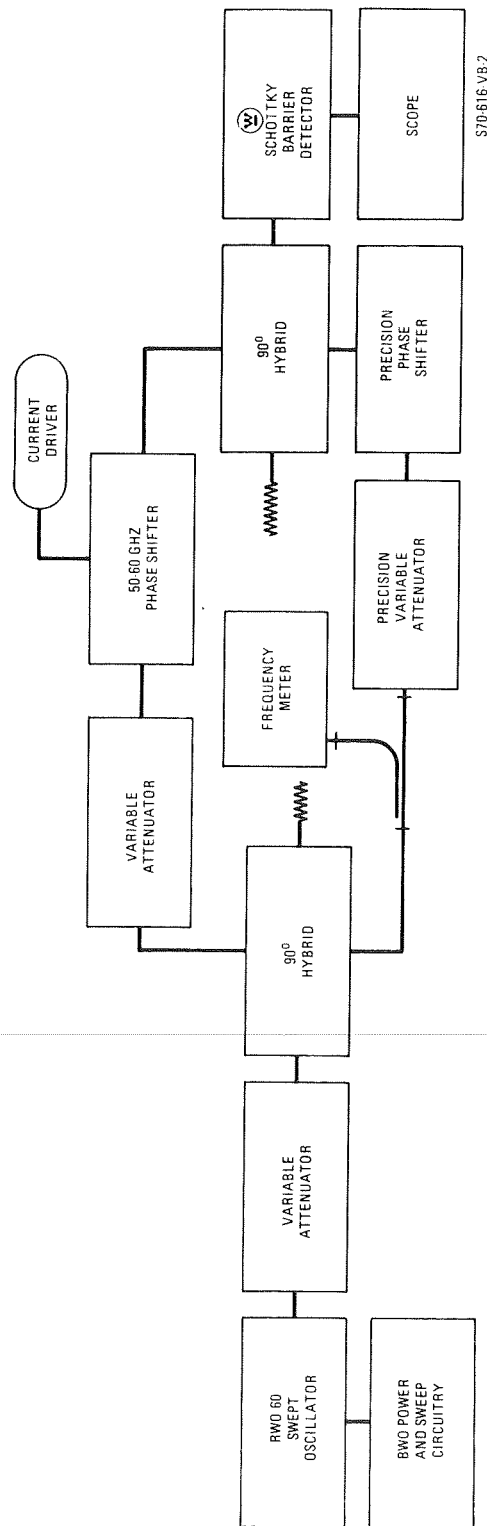 RWO 60
SWEPT
OSCILLATOR
BWO POWER
AND SWEEP
CIRCUITRY
VARIABLE
ATTENUATOR
90⁰
HYBRID
VARIABLE
ATTENUATOR
50-60 GHZ
PHASE SHIFTER
CURRENT
DRIVER
FREQUENCY
METER
PRECISION
VARIABLE
ATTENUATOR
PRECISION
PHASE
SHIFTER
90⁰
HYBRID
W
SCHOTTKY
BARRIER
DETECTOR
SCOPE
S70-616-VB-2